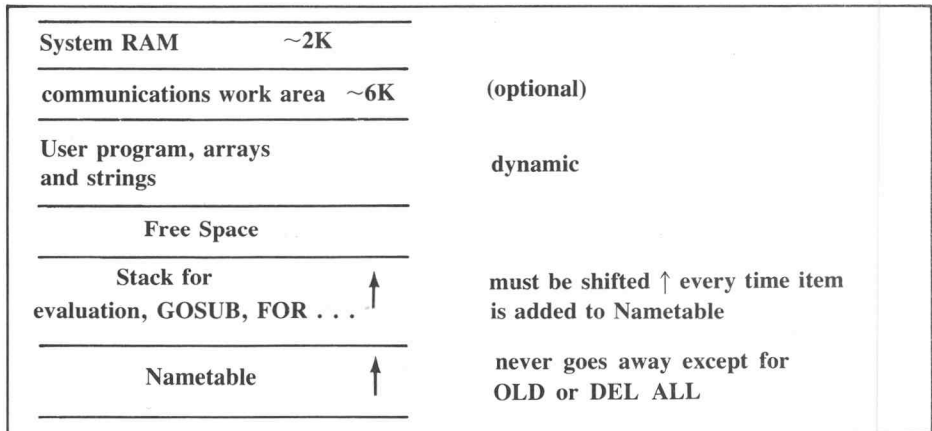 System RAM ~2K
communications work area ~6K (optional)
User program, arrays
and strings
dynamic
Free Space
Stack for
evaluation, GOSUB, FOR . . .
must be shifted ↑ every time item
is added to Nametable
Nametable
never goes away except for
OLD or DEL ALL